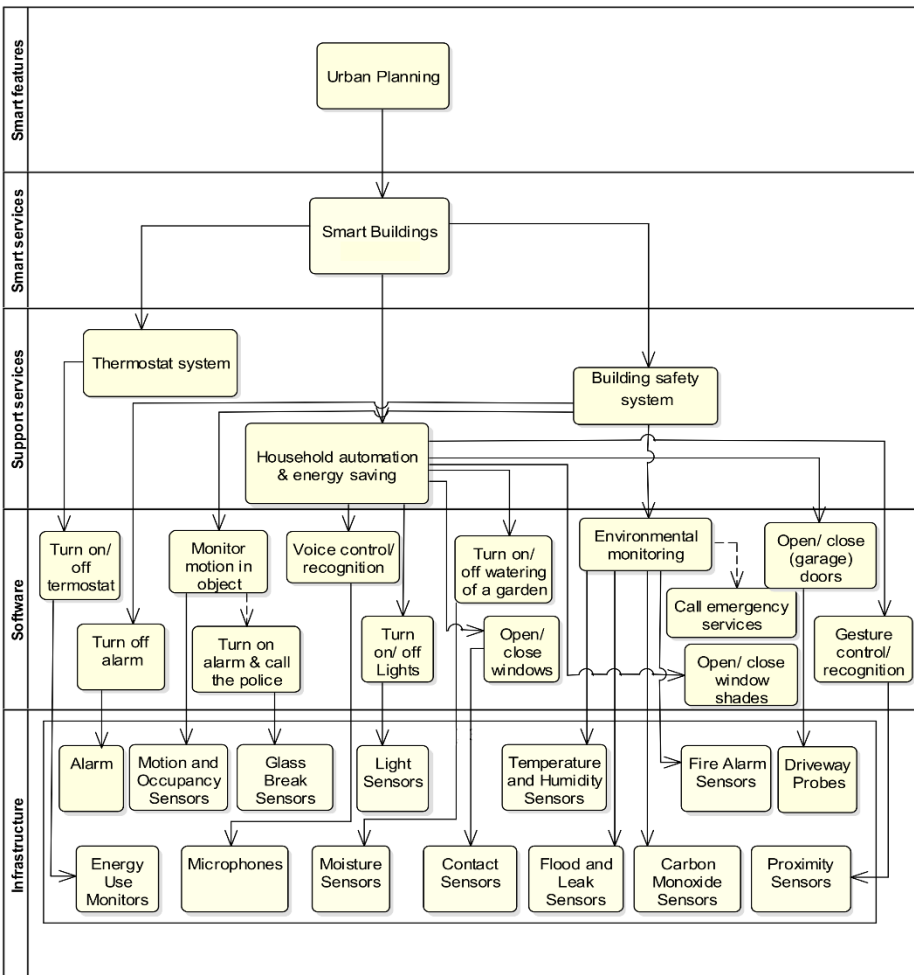 Smart features
Urban Planning
Smart services
Smart Buildings
Support services
Thermostat system
Building safety
system
Household automation
& energy saving
Software
Turn on/
off
termostat
Monitor
motion in
object
Voice control/
recognition
Turn on/
off watering
of a garden
Environmental
monitoring
Open/ close
(garage)
doors
Call emergency
services
Turn off
alarm
Turn on
alarm & call
the police
Turn
on/ off
Lights
Open/
close
windows
Open/ close
window
shades
Gesture
control/
recognition
Infrastructure
Alarm
Motion and
Occupancy
Sensors
Glass
Break
Sensors
Light
Sensors
Temperature
and Humidity
Sensors
Fire Alarm
Sensors
Driveway
Probes
Energy
Use
Monitors
Microphones
Moisture
Sensors
Contact
Sensors
Flood and
Leak
Sensors
Carbon
Monoxide
Sensors
Proximity
Sensors